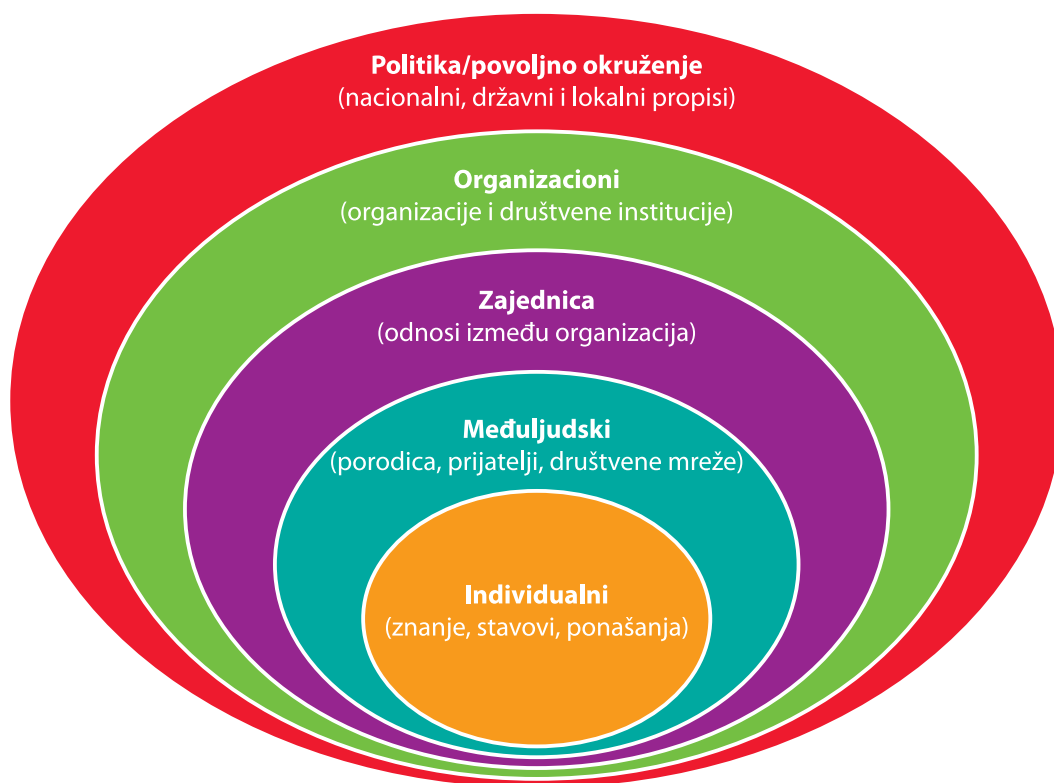 Politika/povoljno okruženje
(nacionalni, državni i lokalni propisi)
Organizacioni
(organizacije i društvene institucije)
Zajednica
(odnosi između organizacija)
Međuljudski
(porodica, prijatelji, društvene mreže)
Individualni
(znanje, stavovi, ponašanja)